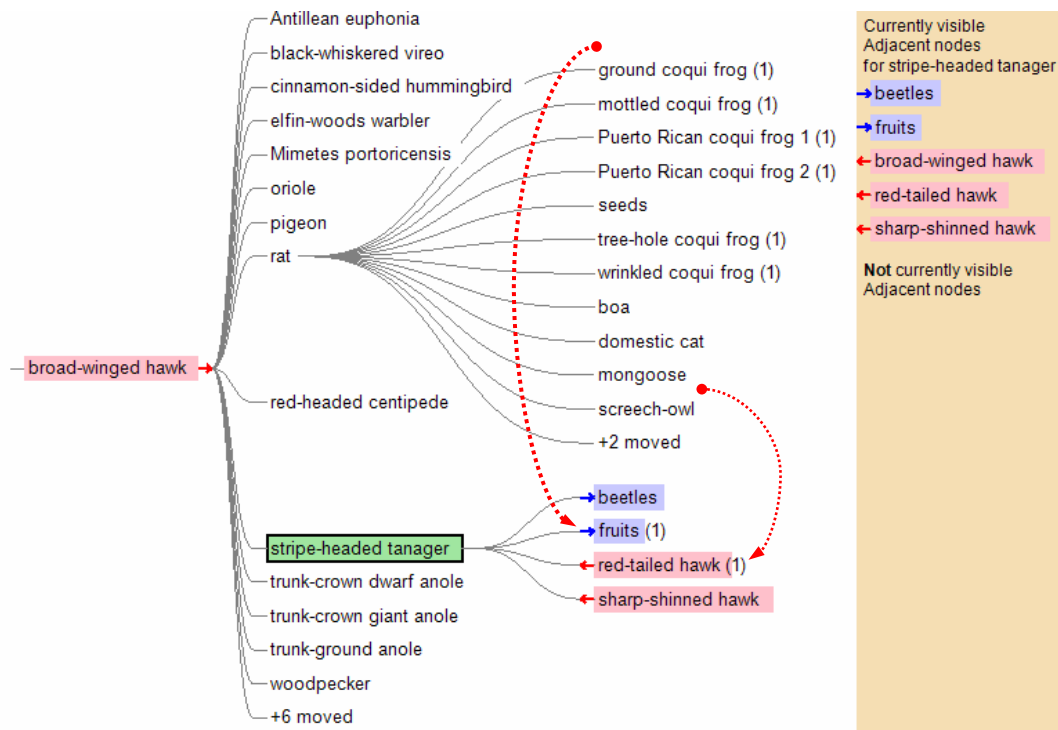 Antillean euphonia
black-whiskered vireo
cinnamon-sided hummingbird
elfin-woods warbler
Mimetes portoricensis
oriole
pigeon
rat
broad-winged hawk
red-headed centipede
stripe-headed tanager
trunk-crown dwarf anole
trunk-crown giant anole
trunk-ground anole
woodpecker
+6 moved
ground coqui frog (1)
mottled coqui frog (1)
Puerto Rican coqui frog 1 (1)
Puerto Rican coqui frog 2 (1)
seeds
tree-hole coqui frog (1)
wrinkled coqui frog (1)
boa
domestic cat
mongoose
screech-owl
+2 moved
beetles
fruits (1)
red-tailed hawk (1)
sharp-shinned hawk
Currently visible
Adjacent nodes
for stripe-headed tanager
beetles
fruits
broad-winged hawk
red-tailed hawk
sharp-shinned hawk
Not currently visible
Adjacent nodes